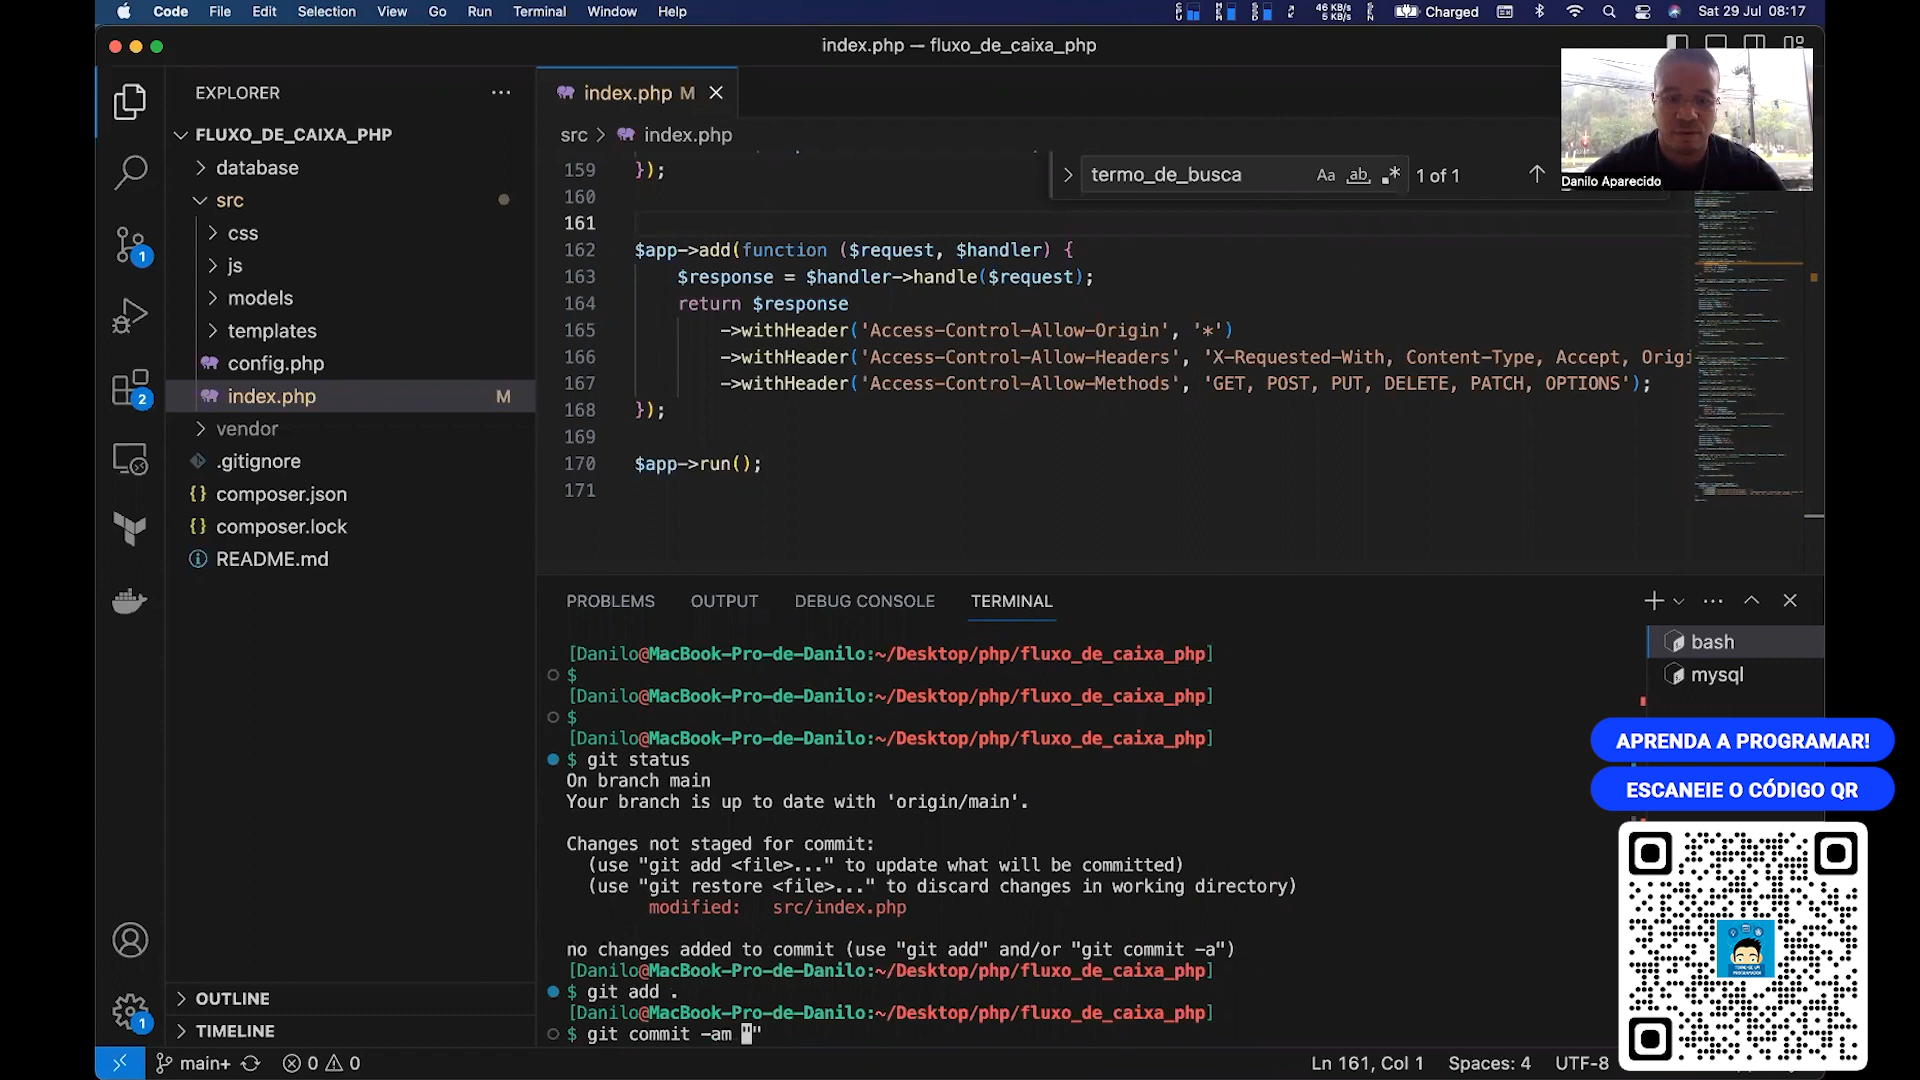 Code File Edit Selection View Go Run Terminal Window Help
46 KB/s
5 KB/s
Charged
Sat 29 Jul 08:17
index.php — fluxo_de_caixa_php
EXPLORER
FLUXO_DE_CAIXA_PHP
database
src
css
js
models
templates
config.php
index.php M
vendor
.gitignore
composer.json
composer.lock
README.md
OUTLINE
TIMELINE
1
2
1
index.php M
src > index.php
termo_de_busca Aa ab 1 of 1
Danilo Aparecido
159 });
160
161
162 $app->add(function ($request, $handler) {
163 $response = $handler->handle($request);
164 return $response
165 ->withHeader('Access-Control-Allow-Origin', '*')
166 ->withHeader('Access-Control-Allow-Headers', 'X-Requested-With, Content-Type, Accept, Origi
167 ->withHeader('Access-Control-Allow-Methods', 'GET, POST, PUT, DELETE, PATCH, OPTIONS');
168 });
169
170 $app->run();
171
PROBLEMS OUTPUT DEBUG CONSOLE TERMINAL
[Danilo@MacBook-Pro-de-Danilo:~/Desktop/php/fluxo_de_caixa_php]
$
[Danilo@MacBook-Pro-de-Danilo:~/Desktop/php/fluxo_de_caixa_php]
$
[Danilo@MacBook-Pro-de-Danilo:~/Desktop/php/fluxo_de_caixa_php]
$ git status
On branch main
Your branch is up to date with 'origin/main'.
Changes not staged for commit:
(use "git add <file>..." to update what will be committed)
(use "git restore <file>..." to discard changes in working directory)
modified: src/index.php
no changes added to commit (use "git add" and/or "git commit -a")
[Danilo@MacBook-Pro-de-Danilo:~/Desktop/php/fluxo_de_caixa_php]
$ git add .
[Danilo@MacBook-Pro-de-Danilo:~/Desktop/php/fluxo_de_caixa_php]
$ git commit -am ""
bash
mysql
APRENDA A PROGRAMAR!
ESCANEIE O CÓDIGO QR
main+ 0 0
Ln 161, Col 1 Spaces: 4 UTF-8